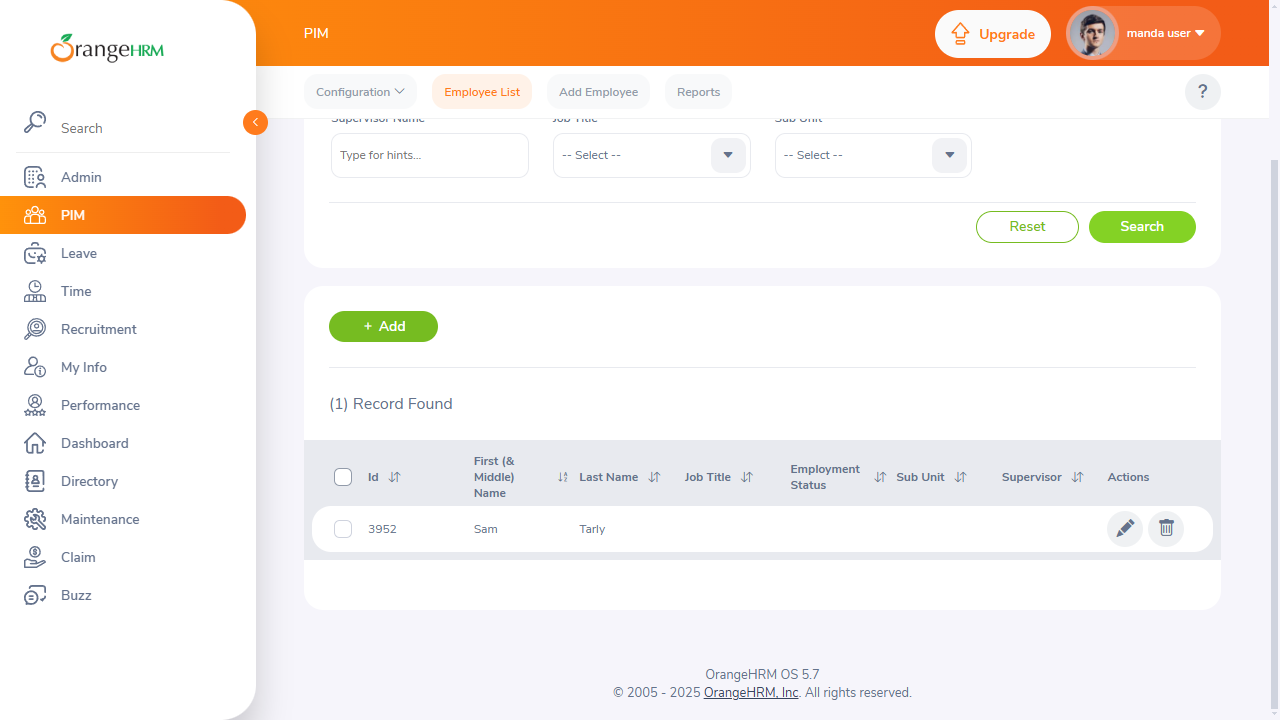 OrangeHRM
PIM
Upgrade
manda user
Configuration
Employee List
Add Employee
Reports
?
Search
Admin
PIM
Leave
Time
Recruitment
My Info
Performance
Dashboard
Directory
Maintenance
Claim
Buzz
Supervisor Name
Job Title
Sub Unit
Type for hints...
-- Select --
-- Select --
Reset
Search
+ Add
(1) Record Found
Id
First (& Middle) Name
Last Name
Job Title
Employment Status
Sub Unit
Supervisor
Actions
3952
Sam
Tarly
OrangeHRM OS 5.7
© 2005 - 2025 OrangeHRM, Inc. All rights reserved.